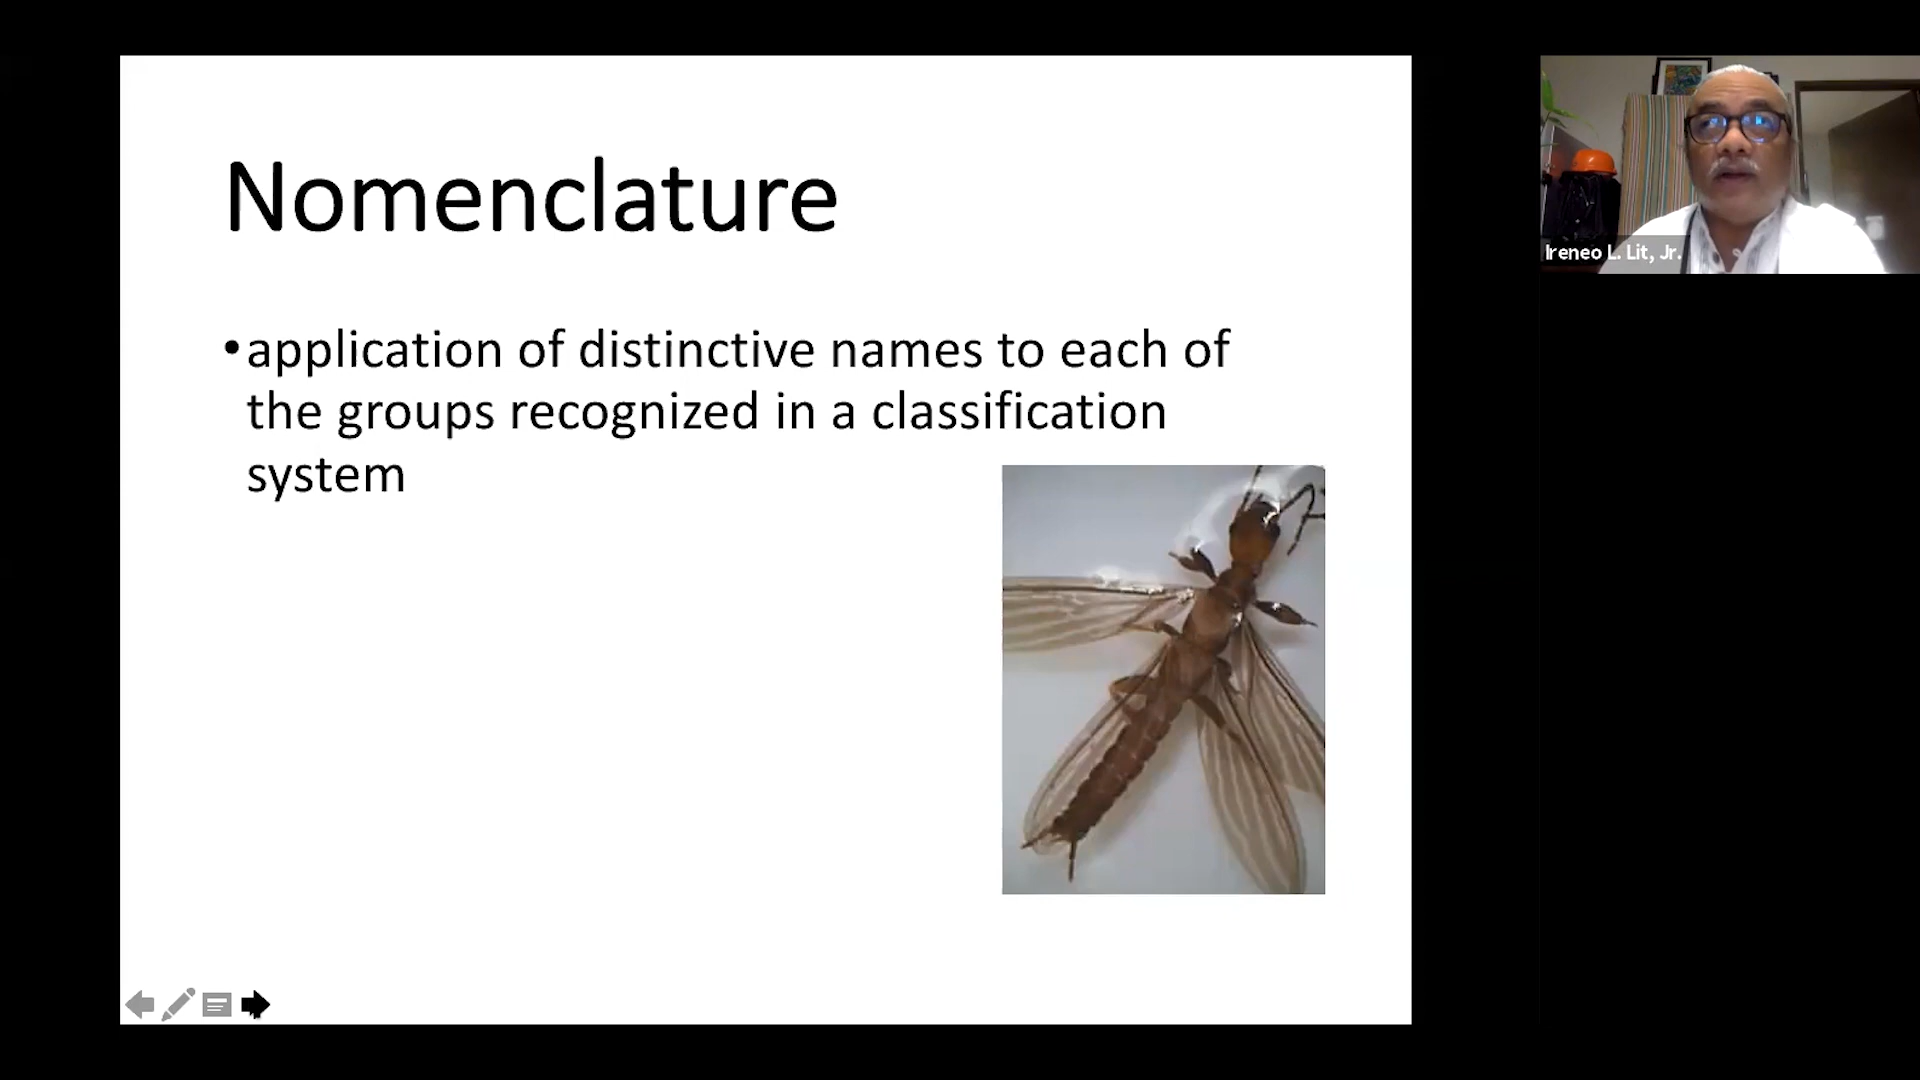 Nomenclature
•application of distinctive names to each of
the groups recognized in a classification
system
Ireneo L. Lit, Jr.